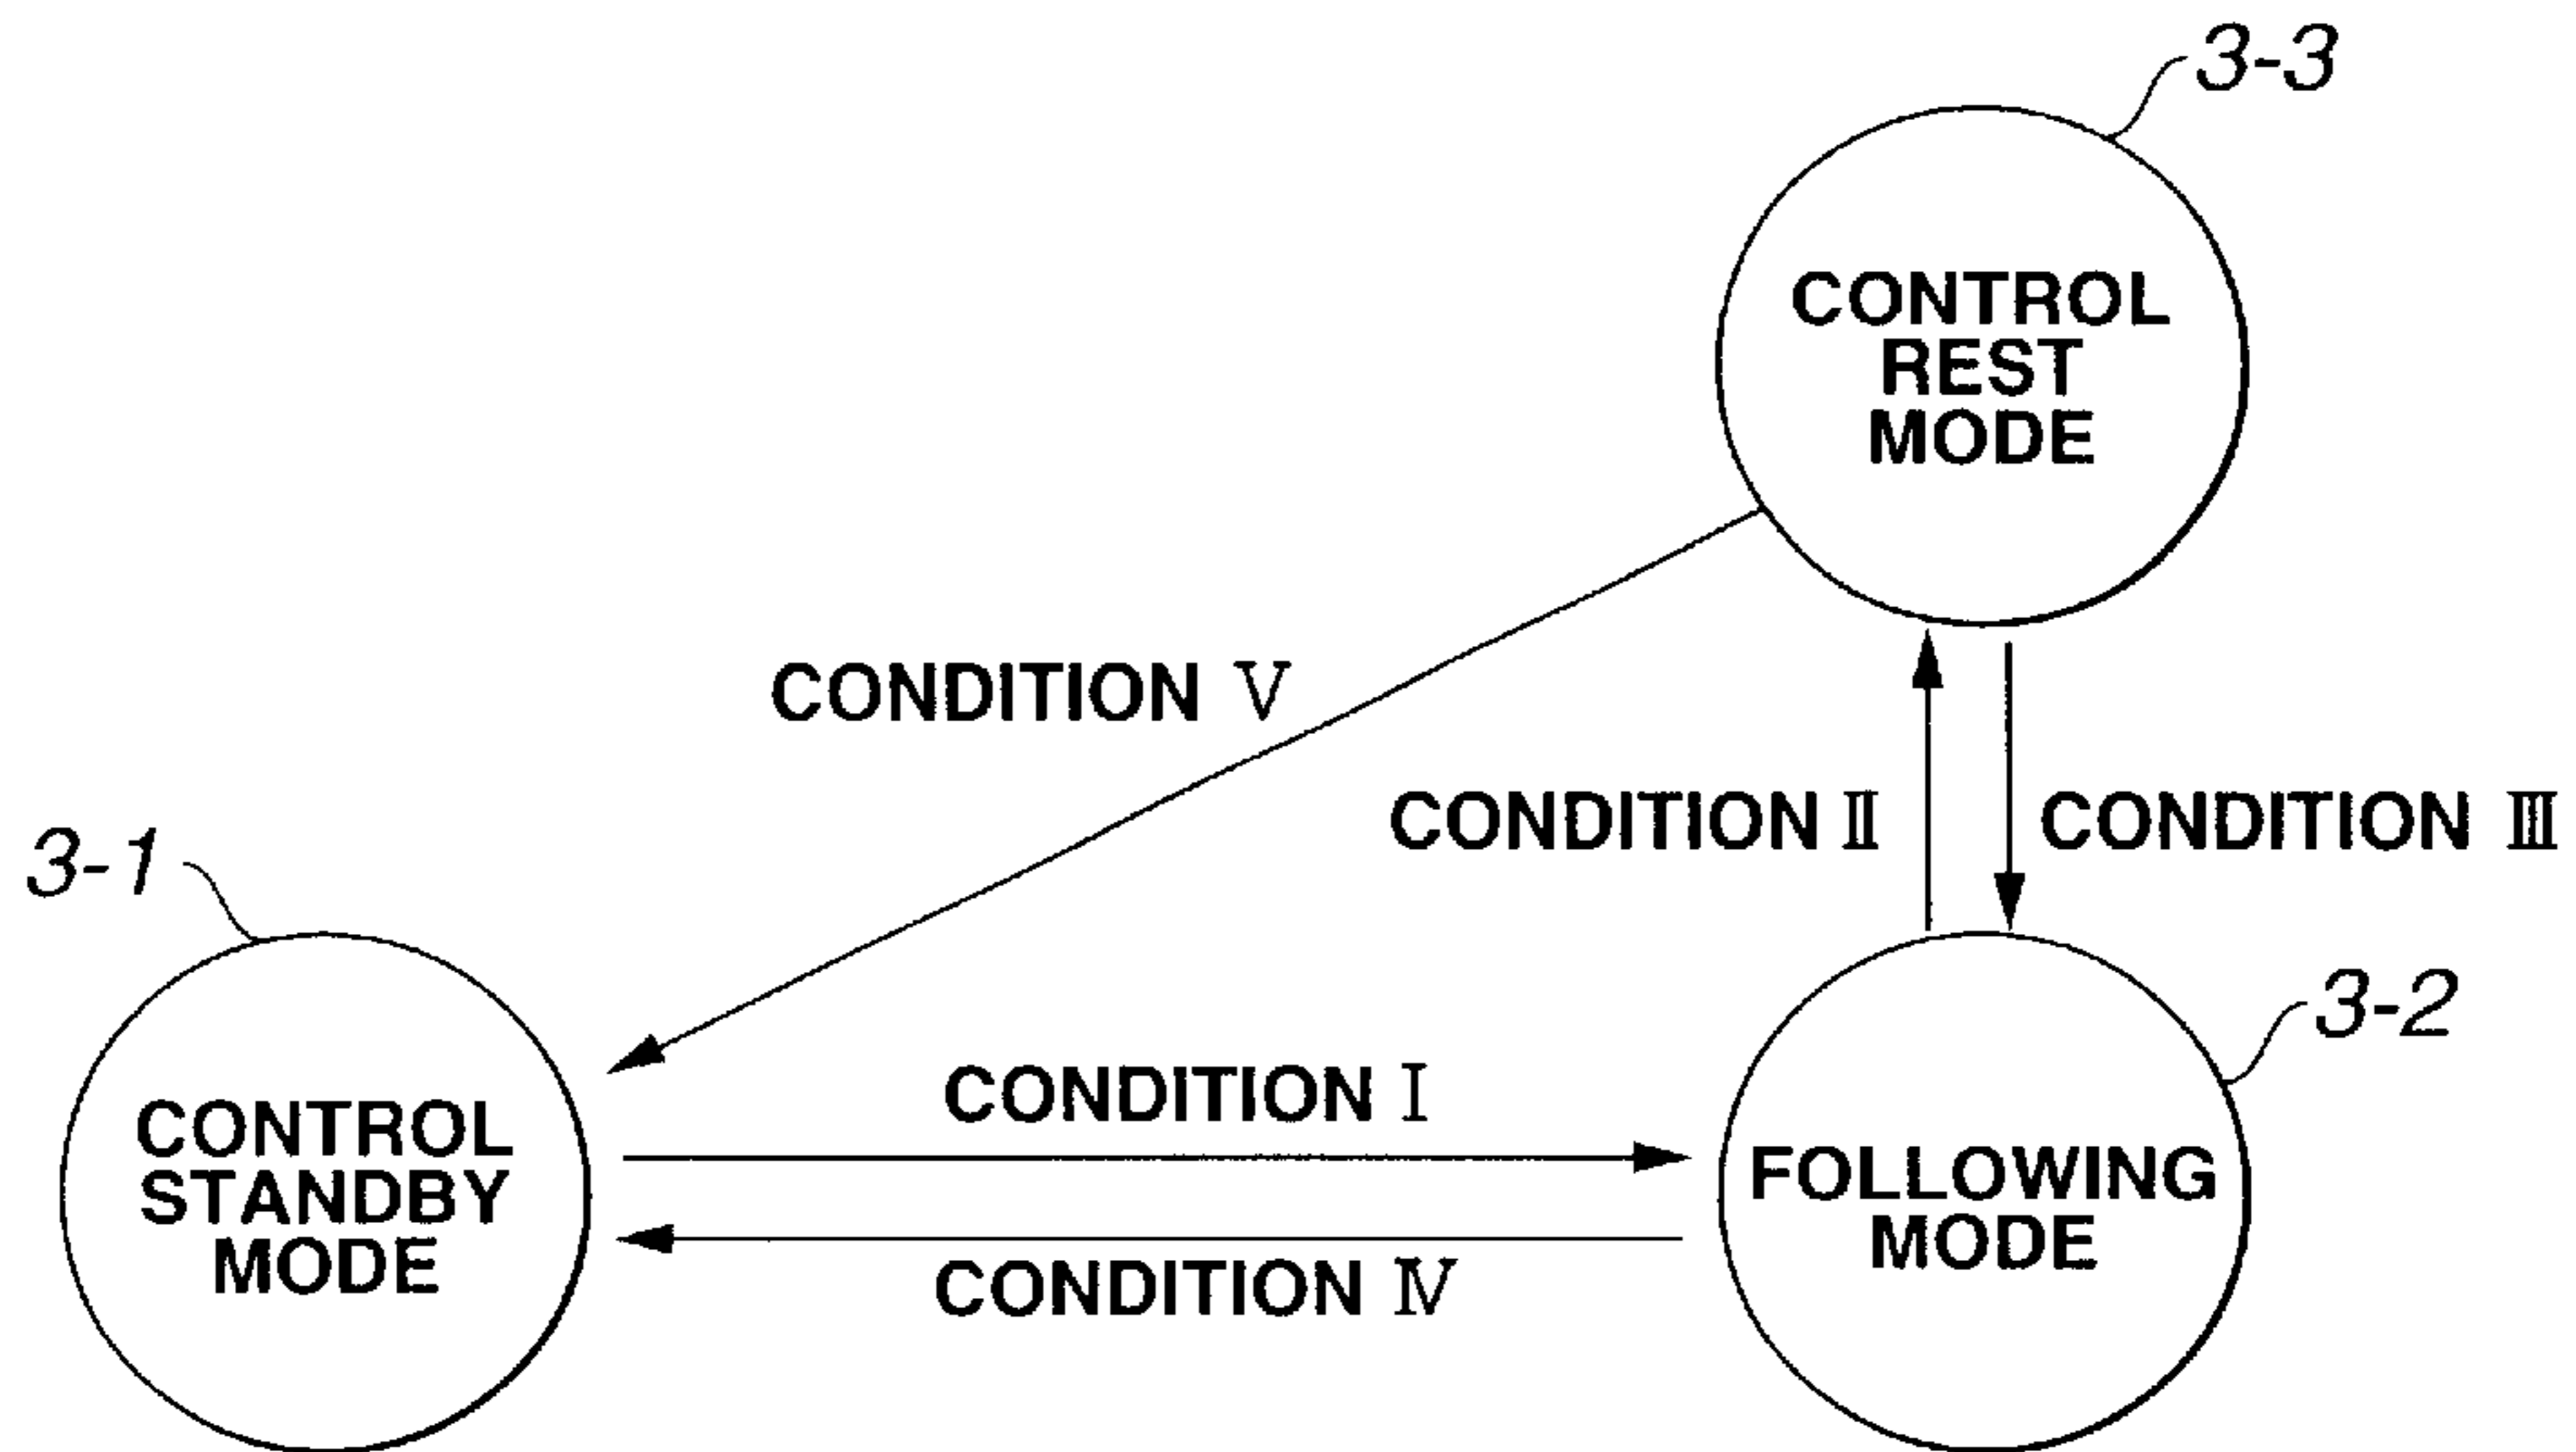 3-3
CONTROL
REST
MODE
CONDITION Ⅴ
CONDITION Ⅱ
CONDITION Ⅲ
3-1
3-2
CONTROL
STANDBY
MODE
CONDITION Ⅰ
CONDITION Ⅳ
FOLLOWING
MODE